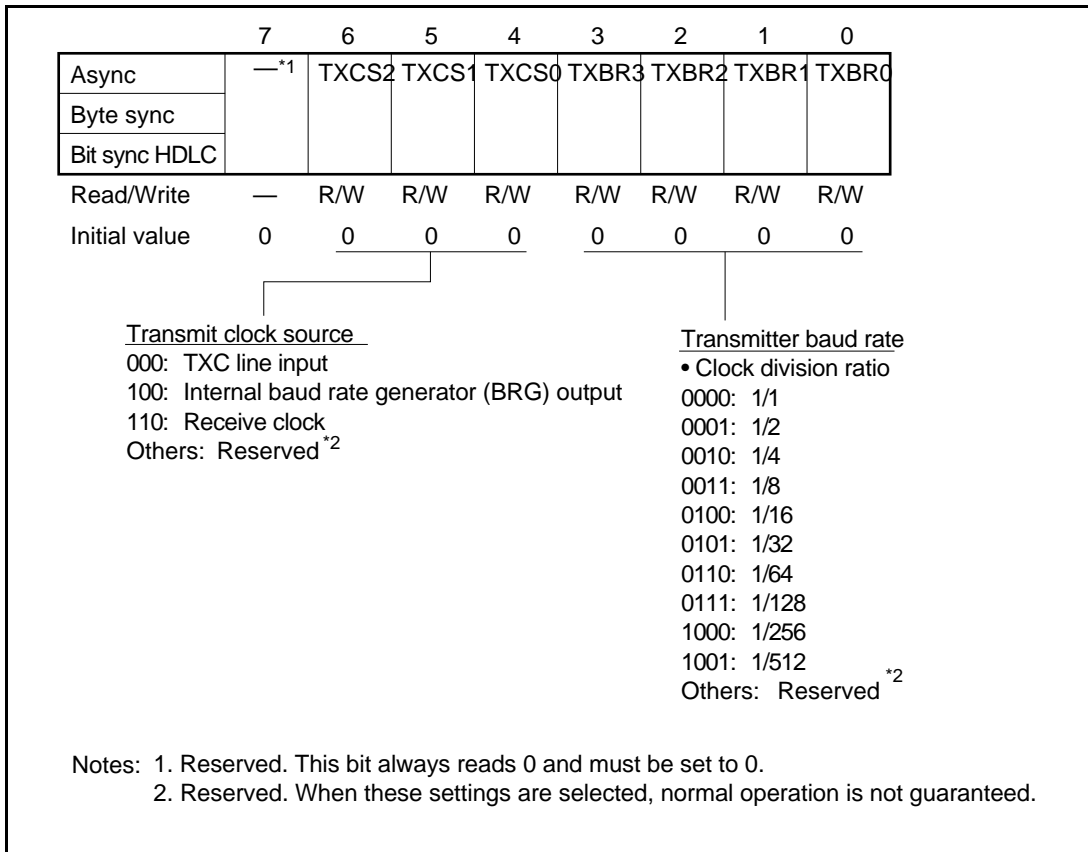 7 6 5 4 3 2 1 0
Async —*1 TXCS2 TXCS1 TXCS0 TXBR3 TXBR2 TXBR1 TXBR0
Byte sync
Bit sync HDLC
Read/Write — R/W R/W R/W R/W R/W R/W R/W
Initial value 0 0 0 0 0 0 0 0
Transmit clock source
000: TXC line input
100: Internal baud rate generator (BRG) output
110: Receive clock
Others: Reserved *2
Transmitter baud rate
• Clock division ratio
0000: 1/1
0001: 1/2
0010: 1/4
0011: 1/8
0100: 1/16
0101: 1/32
0110: 1/64
0111: 1/128
1000: 1/256
1001: 1/512
Others: Reserved *2
Notes: 1. Reserved. This bit always reads 0 and must be set to 0.
2. Reserved. When these settings are selected, normal operation is not guaranteed.